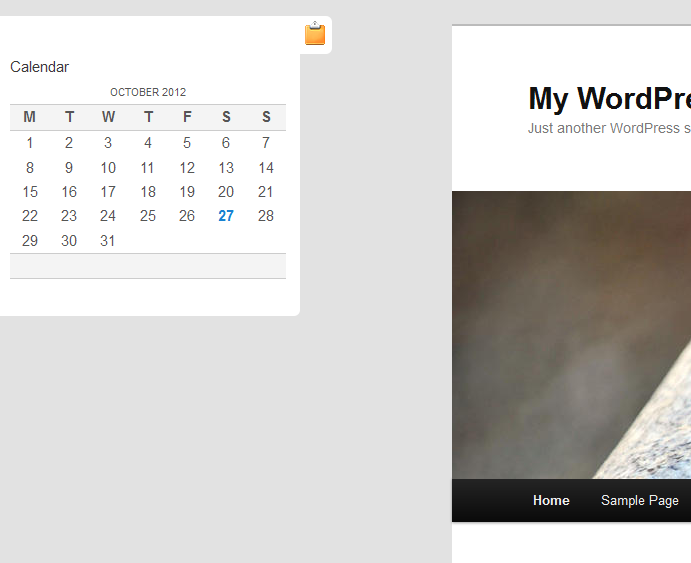 Calendar
OCTOBER 2012
M T W T F S S
1 2 3 4 5 6 7
8 9 10 11 12 13 14
15 16 17 18 19 20 21
22 23 24 25 26 27 28
29 30 31
My WordPre
Just another WordPress s
Home Sample Page